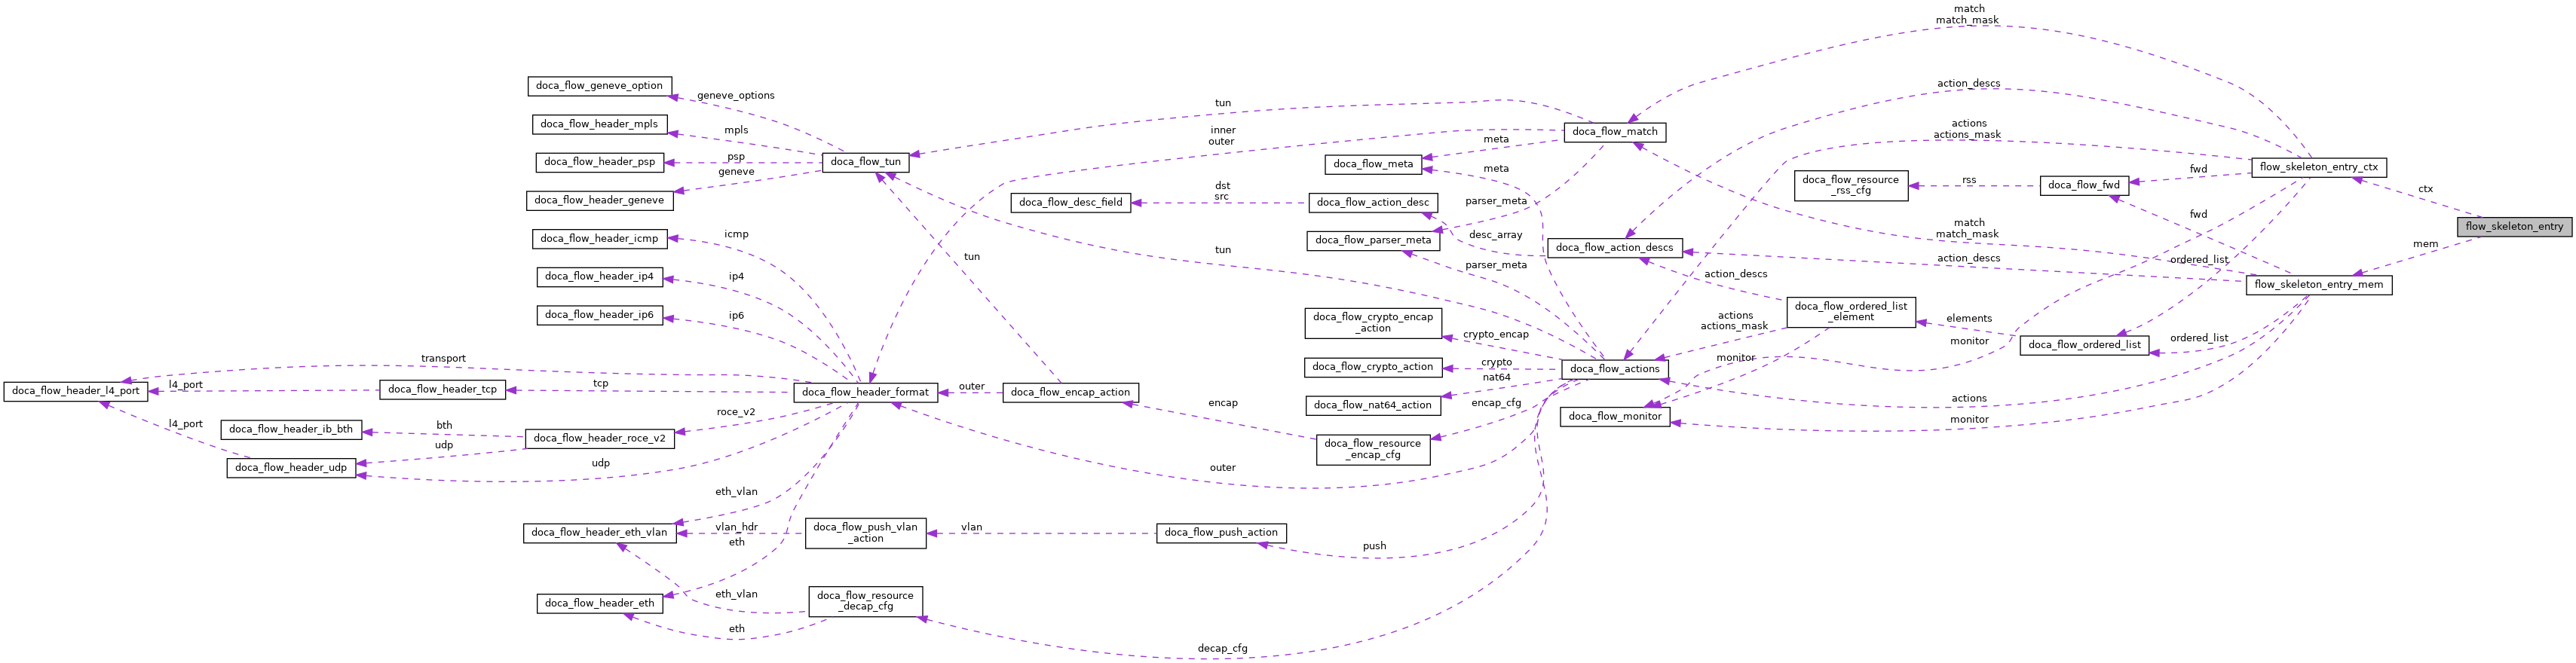 match
match_mask
doca_flow_geneve_option
geneve_options
action_descs
doca_flow_header_mpls
mpls
tun
inner
outer
doca_flow_match
actions
actions_mask
doca_flow_header_psp
psp
doca_flow_tun
meta
doca_flow_meta
flow_skeleton_entry_ctx
geneve
doca_flow_header_geneve
meta
doca_flow_resource
_rss_cfg
rss
doca_flow_fwd
fwd
ctx
doca_flow_desc_field
dst
src
doca_flow_action_desc
parser_meta
fwd
flow_skeleton_entry
doca_flow_header_icmp
icmp
doca_flow_parser_meta
desc_array
doca_flow_action_descs
match
match_mask
mem
doca_flow_header_ip4
ip4
tun
tun
parser_meta
action_descs
action_descs
ordered_list
flow_skeleton_entry_mem
doca_flow_header_ip6
ip6
doca_flow_crypto_encap
_action
crypto_encap
actions
actions_mask
doca_flow_ordered_list
_element
elements
monitor
doca_flow_ordered_list
ordered_list
transport
doca_flow_crypto_action
crypto
doca_flow_actions
monitor
doca_flow_header_l4_port
l4_port
doca_flow_header_tcp
tcp
doca_flow_header_format
outer
doca_flow_encap_action
encap
nat64
doca_flow_nat64_action
encap_cfg
actions
doca_flow_monitor
monitor
l4_port
doca_flow_header_ib_bth
bth
udp
doca_flow_header_roce_v2
roce_v2
doca_flow_resource
_encap_cfg
doca_flow_header_udp
udp
outer
eth_vlan
doca_flow_header_eth_vlan
vlan_hdr
eth
doca_flow_push_vlan
_action
vlan
doca_flow_push_action
push
doca_flow_header_eth
eth_vlan
doca_flow_resource
_decap_cfg
eth
decap_cfg